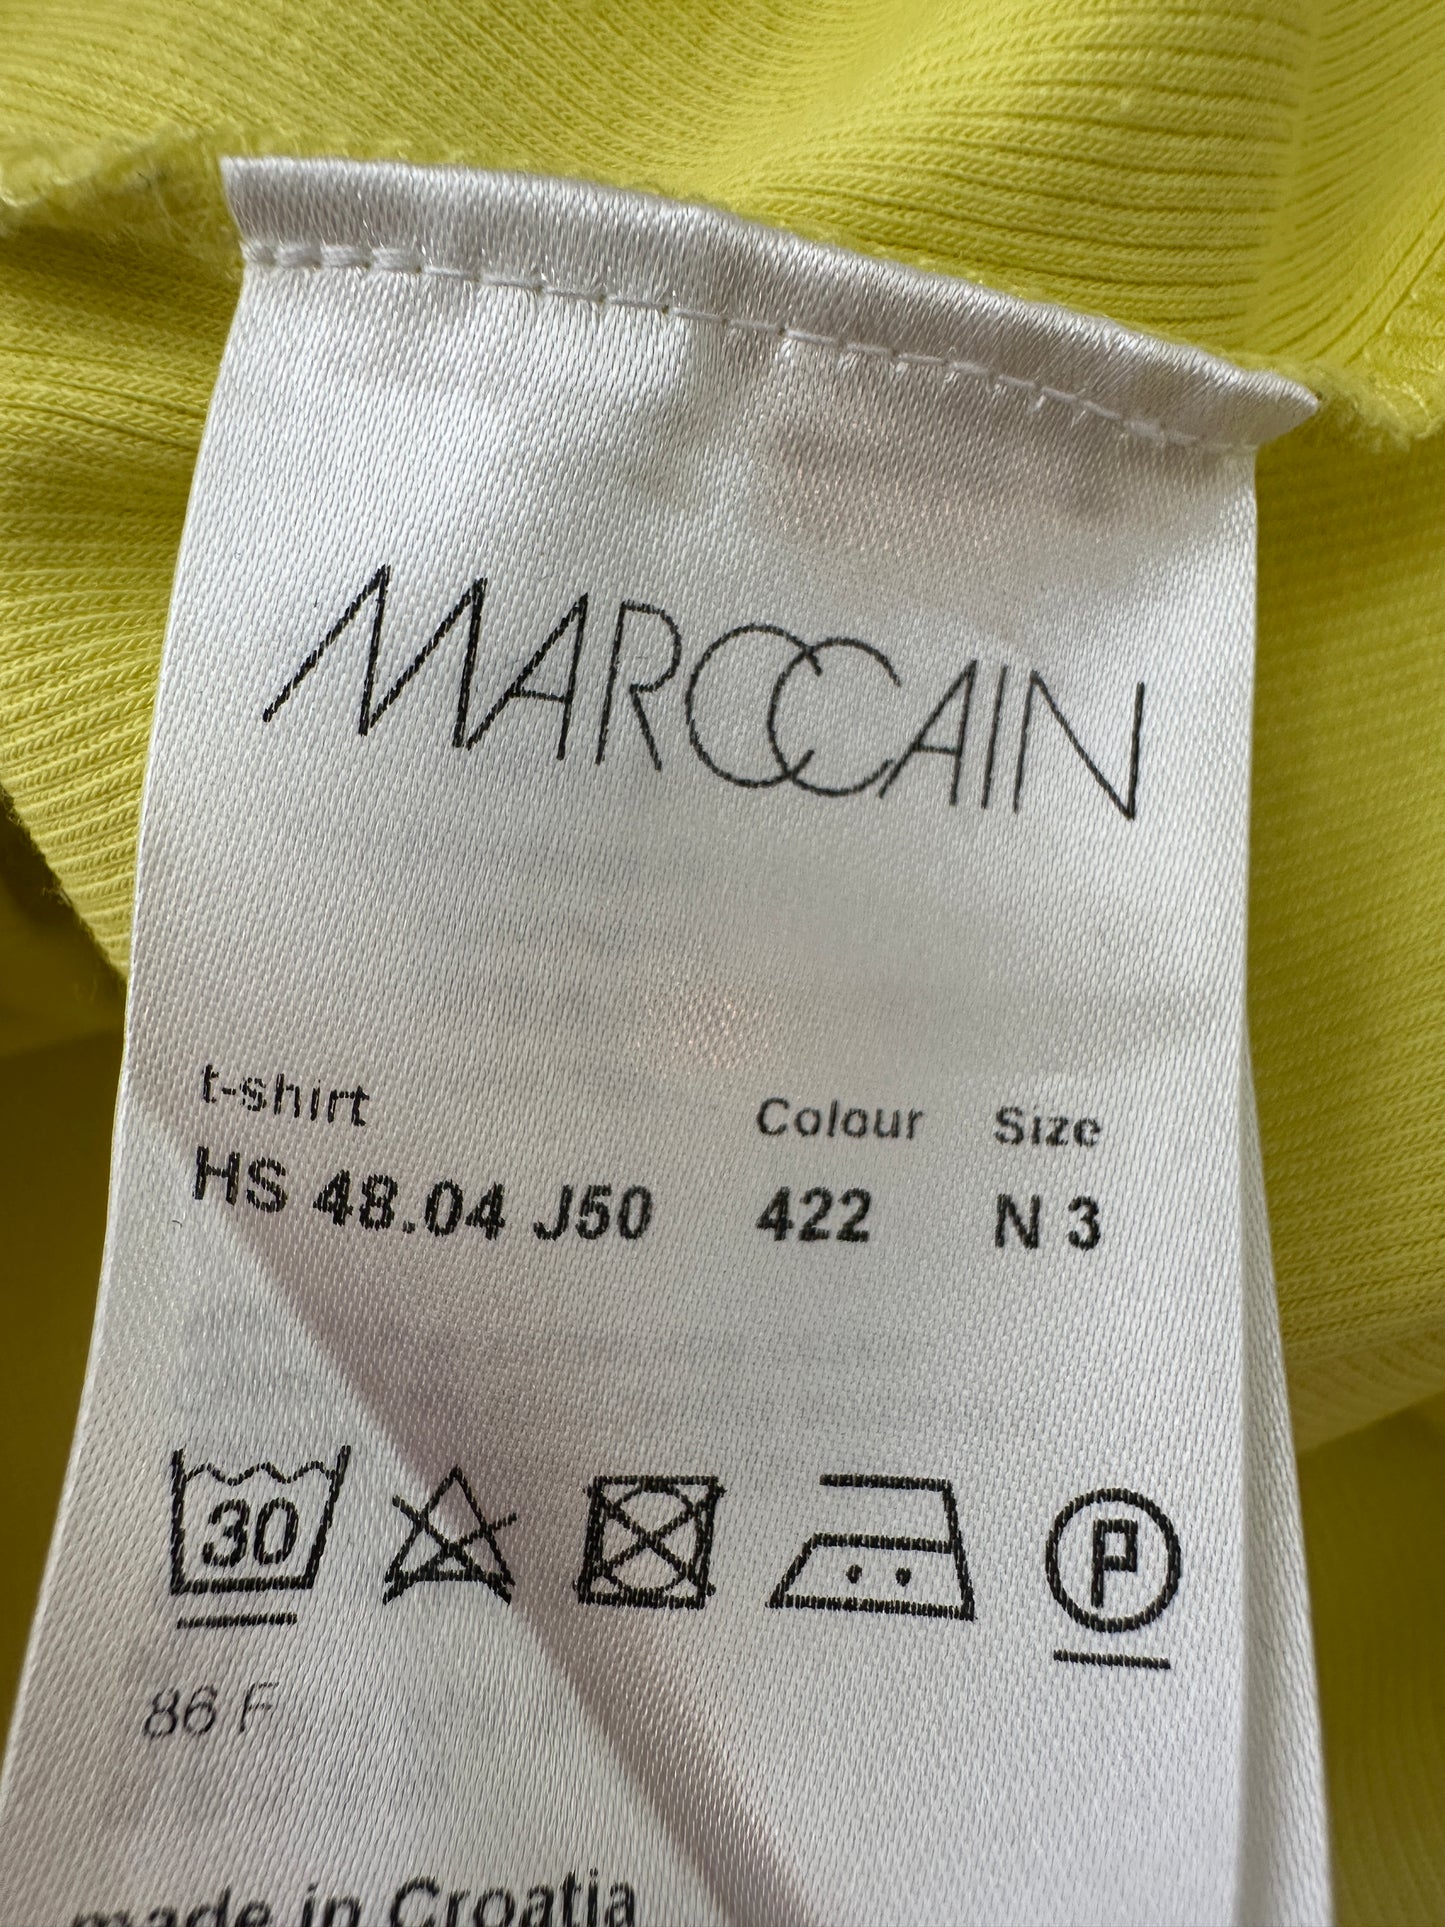 MARCCAIN
t-shirt Colour Size
HS 48.04 J50 422 N 3
30 P
86 F
made in Croatia